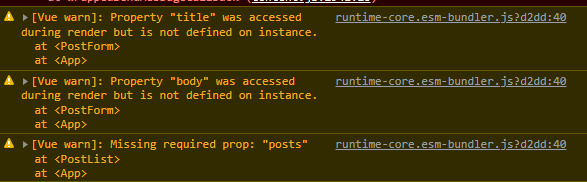 [Vue warn]: Property "title" was accessed runtime-core.esm-bundler.js?d2dd:40
during render but is not defined on instance.
at <PostForm>
at <App>
[Vue warn]: Property "body" was accessed runtime-core.esm-bundler.js?d2dd:40
during render but is not defined on instance.
at <PostForm>
at <App>
[Vue warn]: Missing required prop: "posts" runtime-core.esm-bundler.js?d2dd:40
at <PostList>
at <App>